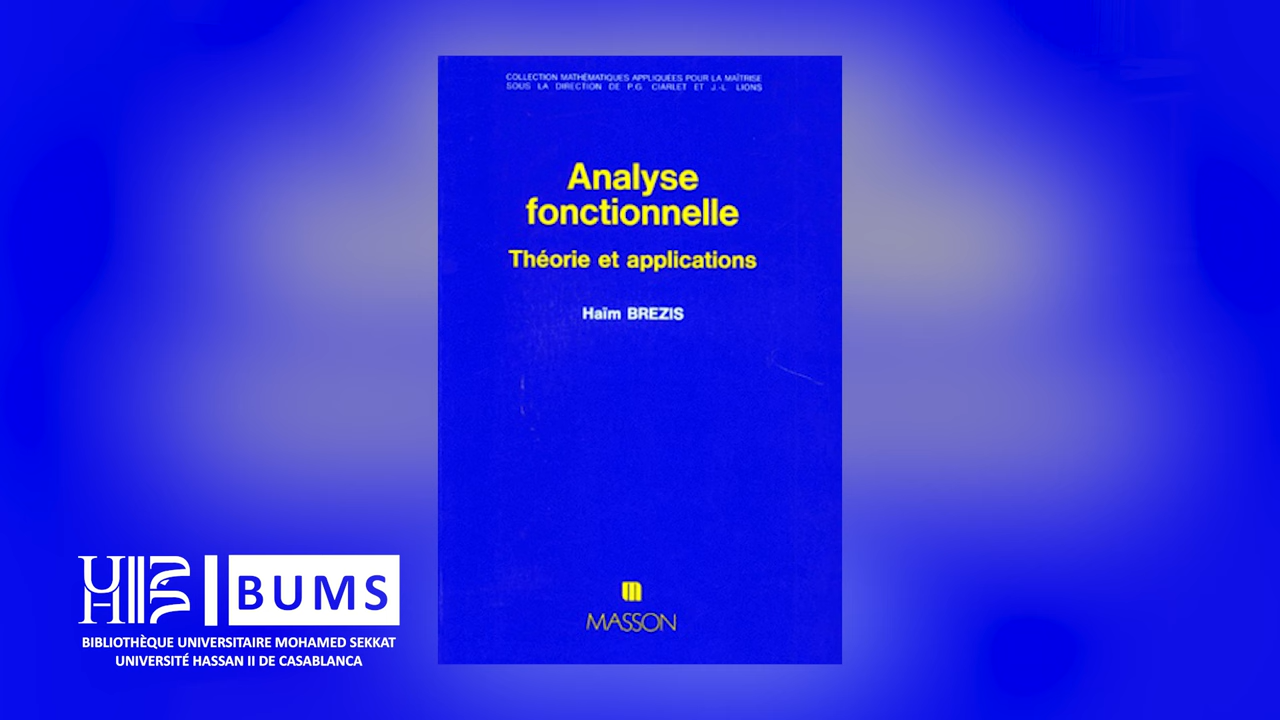 COLLECTION MATHÉMATIQUES APPLIQUÉES POUR LA MAÎTRISE
SOUS LA DIRECTION DE P.G. CIARLET ET J.-L. LIONS
Analyse
fonctionnelle
Théorie et applications
Haïm BREZIS
m
MASSON
UH2C
BUMS
BIBLIOTHÈQUE UNIVERSITAIRE MOHAMED SEKKAT
UNIVERSITÉ HASSAN II DE CASABLANCA